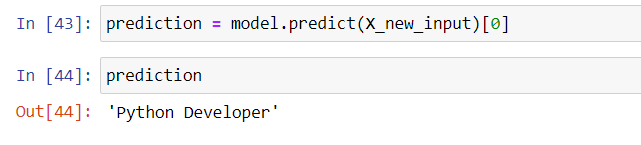 In [43]: prediction = model.predict(X_new_input)[0]
In [44]: prediction
Out[44]: 'Python Developer'